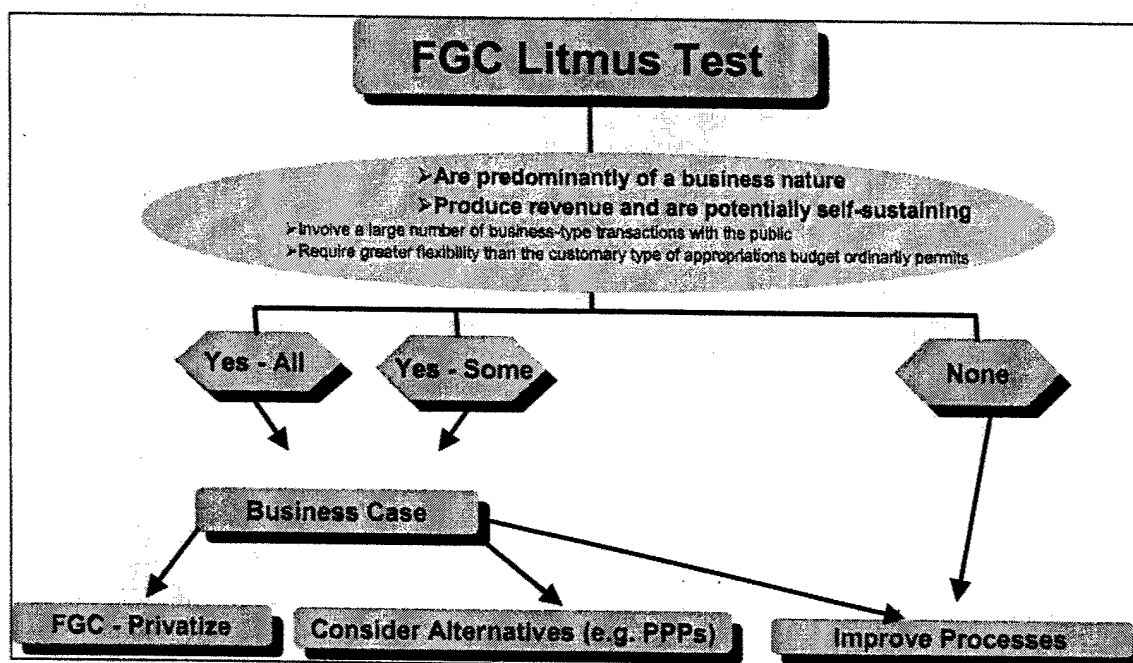 FGC Litmus Test
➢Are predominantly of a business nature
➢Produce revenue and are potentially self-sustaining
➢Involve a large number of business-type transactions with the public
➢Require greater flexibility than the customary type of appropriations budget ordinarily permits
Yes - All
Yes - Some
None
Business Case
FGC - Privatize
Consider Alternatives (e.g. PPPs)
Improve Processes